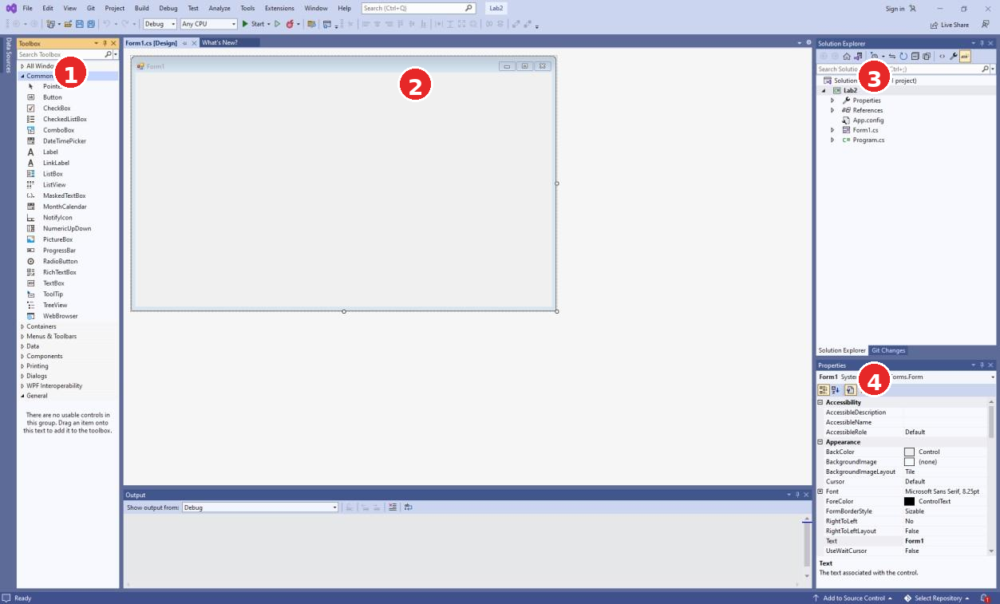 File Edit View Git Project Build Debug Test Analyze Tools Extensions Window Help Search (Ctrl+Q) Lab2 Sign in
Debug Any CPU Start Live Share
Data Sources
Toolbox
Search Toolbox
All Windo
Common
Pointe
Button
CheckBox
CheckedListBox
ComboBox
DateTimePicker
Label
LinkLabel
ListBox
ListView
MaskedTextBox
MonthCalendar
NotifyIcon
NumericUpDown
PictureBox
ProgressBar
RadioButton
RichTextBox
TextBox
ToolTip
TreeView
WebBrowser
Containers
Menus & Toolbars
Data
Components
Printing
Dialogs
WPF Interoperability
General
There are no usable controls in
this group. Drag an item onto
this text to add it to the toolbox.
1
Form1.cs [Design] What's New?
Form1
2
Output
Show output from: Debug
Solution Explorer
Search Solutio Ctrl+;)
3
Solution 1 project)
Lab2
Properties
References
App.config
Form1.cs
C# Program.cs
Solution Explorer Git Changes
Properties
Form1 Syste orms.Form
4
Accessibility
AccessibleDescription
AccessibleName
AccessibleRole Default
Appearance
BackColor Control
BackgroundImage (none)
BackgroundImageLayout Tile
Cursor Default
Font Microsoft Sans Serif, 8.25pt
ForeColor ControlText
FormBorderStyle Sizable
RightToLeft No
RightToLeftLayout False
Text Form1
UseWaitCursor False
Text
The text associated with the control.
Ready Add to Source Control Select Repository 1